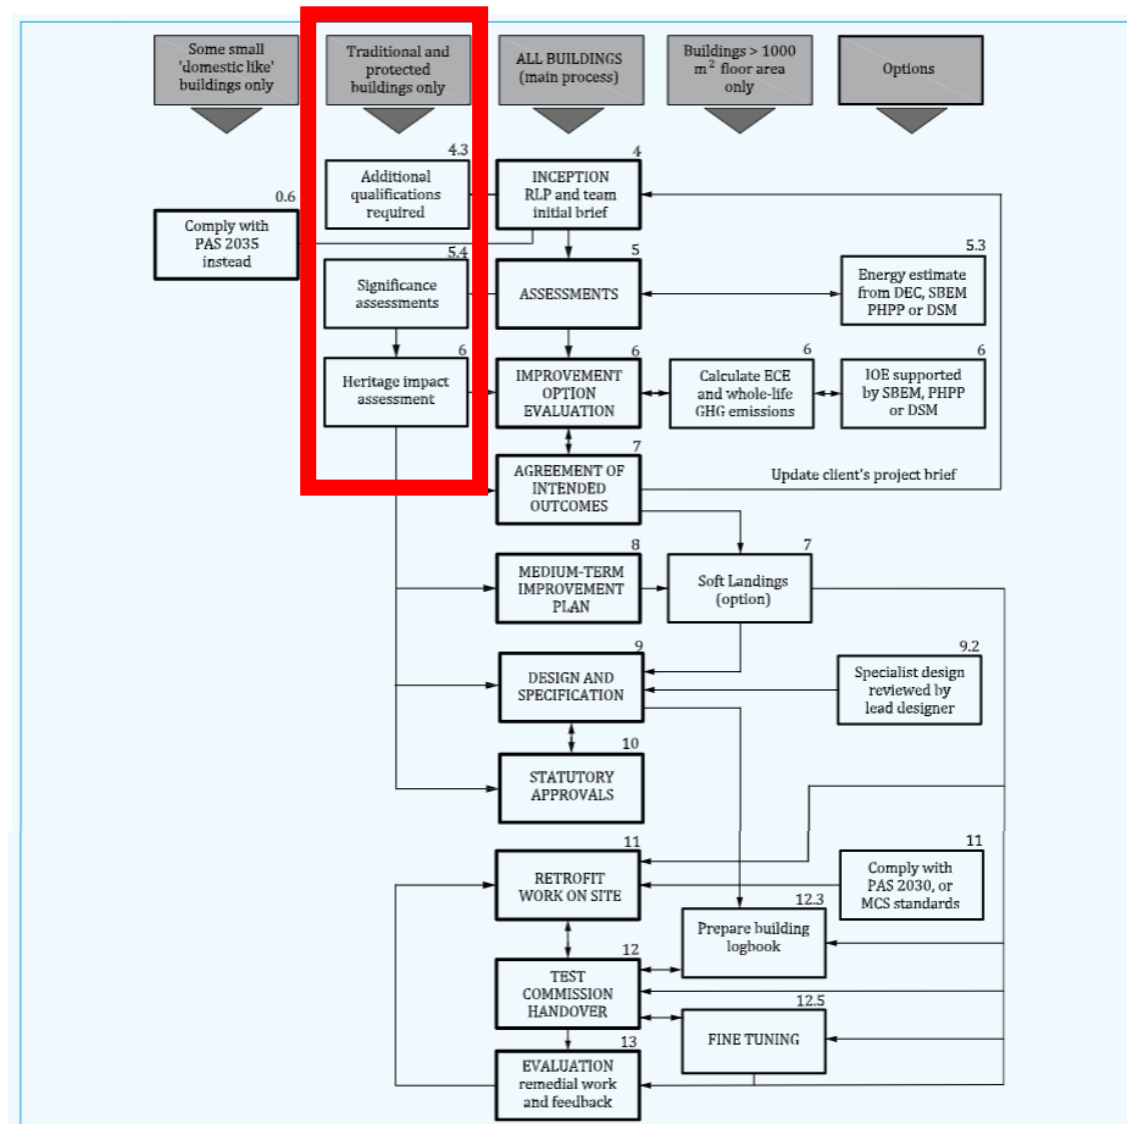 Some small
'domestic like'
buildings only
Traditional and
protected
buildings only
ALL BUILDINGS
(main process)
Buildings > 1000
m² floor area
only
Options
4.3
Additional
qualifications
required
4
INCEPTION
RLP and team
initial brief
0.6
Comply with
PAS 2035
instead
5.4
Significance
assessments
5
ASSESSMENTS
5.3
Energy estimate
from DEC, SBEM
PHPP or DSM
6
Heritage impact
assessment
6
IMPROVEMENT
OPTION
EVALUATION
6
Calculate ECE
and whole-life
GHG emissions
6
IOE supported
by SBEM, PHPP
or DSM
7
AGREEMENT OF
INTENDED
OUTCOMES
Update client's project brief
8
MEDIUM-TERM
IMPROVEMENT
PLAN
7
Soft Landings
(option)
9
DESIGN AND
SPECIFICATION
9.2
Specialist design
reviewed by
lead designer
10
STATUTORY
APPROVALS
11
RETROFIT
WORK ON SITE
11
Comply with
PAS 2030, or
MCS standards
12.3
Prepare building
logbook
12
TEST
COMMISSION
HANDOVER
12.5
FINE TUNING
13
EVALUATION
remedial work
and feedback